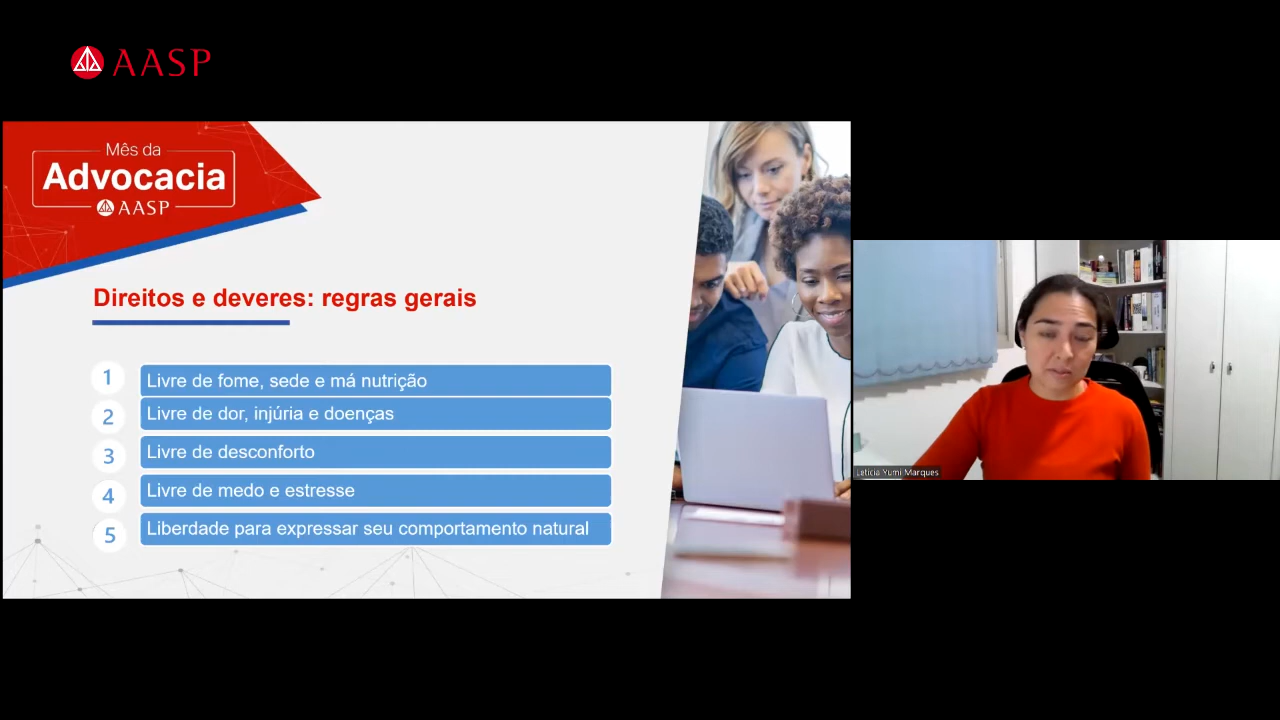 AASP
Mês da
Advocacia
AASP
Direitos e deveres: regras gerais
1 Livre de fome, sede e má nutrição
2 Livre de dor, injúria e doenças
3 Livre de desconforto
4 Livre de medo e estresse
5 Liberdade para expressar seu comportamento natural
Leticia Yumi Marques